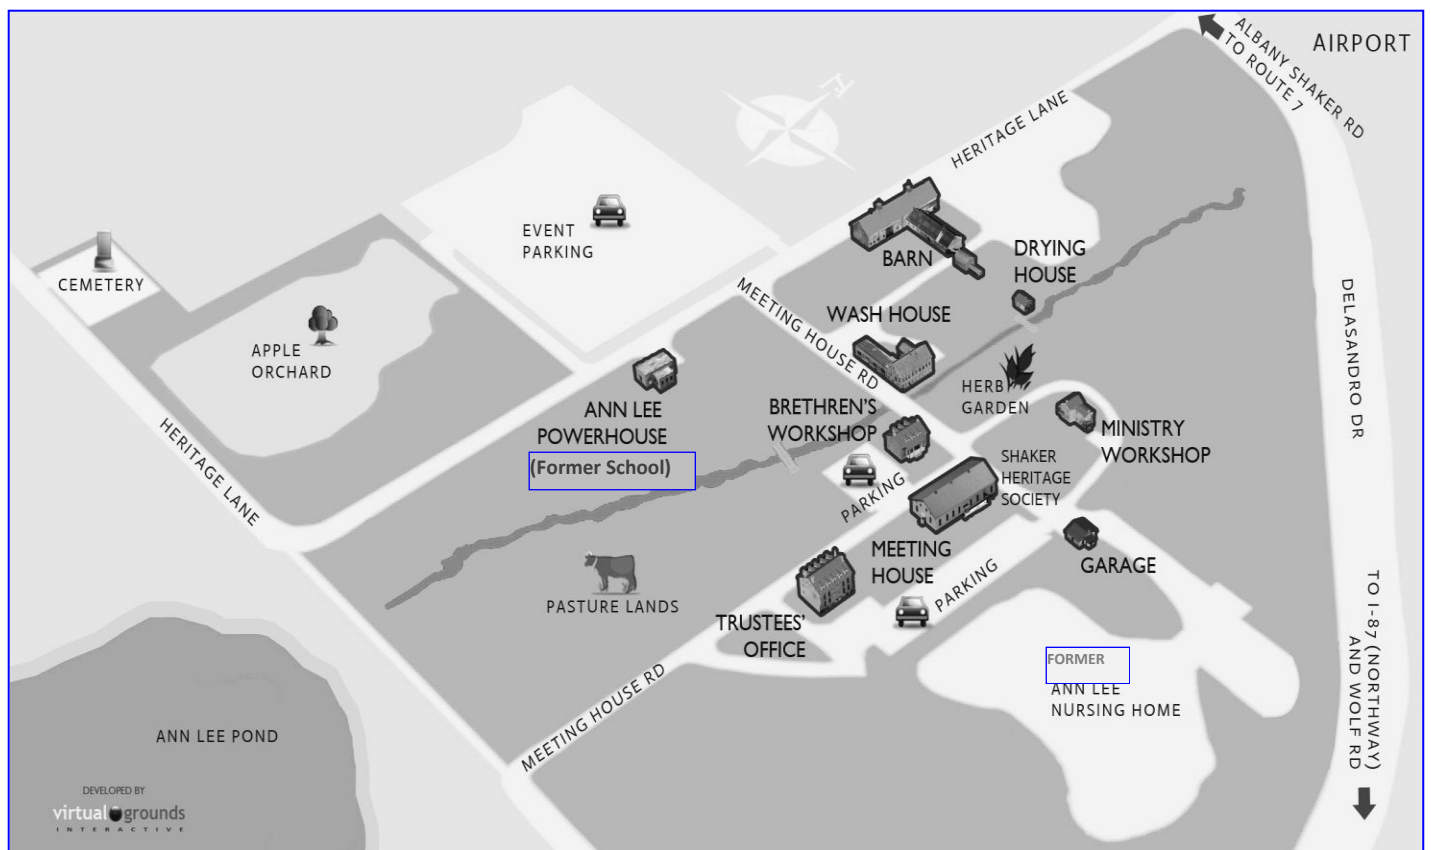 AIRPORT
ALBANY SHAKER RD
TO ROUTE 7
N
HERITAGE LANE
EVENT
PARKING
CEMETERY
BARN
DRYING
HOUSE
MEETING HOUSE RD
WASH HOUSE
DELASANDRO DR
APPLE
ORCHARD
HERB
GARDEN
ANN LEE
POWERHOUSE
(Former School)
BRETHREN'S
WORKSHOP
MINISTRY
WORKSHOP
HERITAGE LANE
SHAKER
HERITAGE
SOCIETY
PARKING
MEETING
HOUSE
GARAGE
PARKING
PASTURE LANDS
TRUSTEES'
OFFICE
TO I-87 (NORTHWAY)
AND WOLF RD
FORMER
ANN LEE
NURSING HOME
MEETING HOUSE RD
ANN LEE POND
DEVELOPED BY
virtual grounds
INTERACTIVE